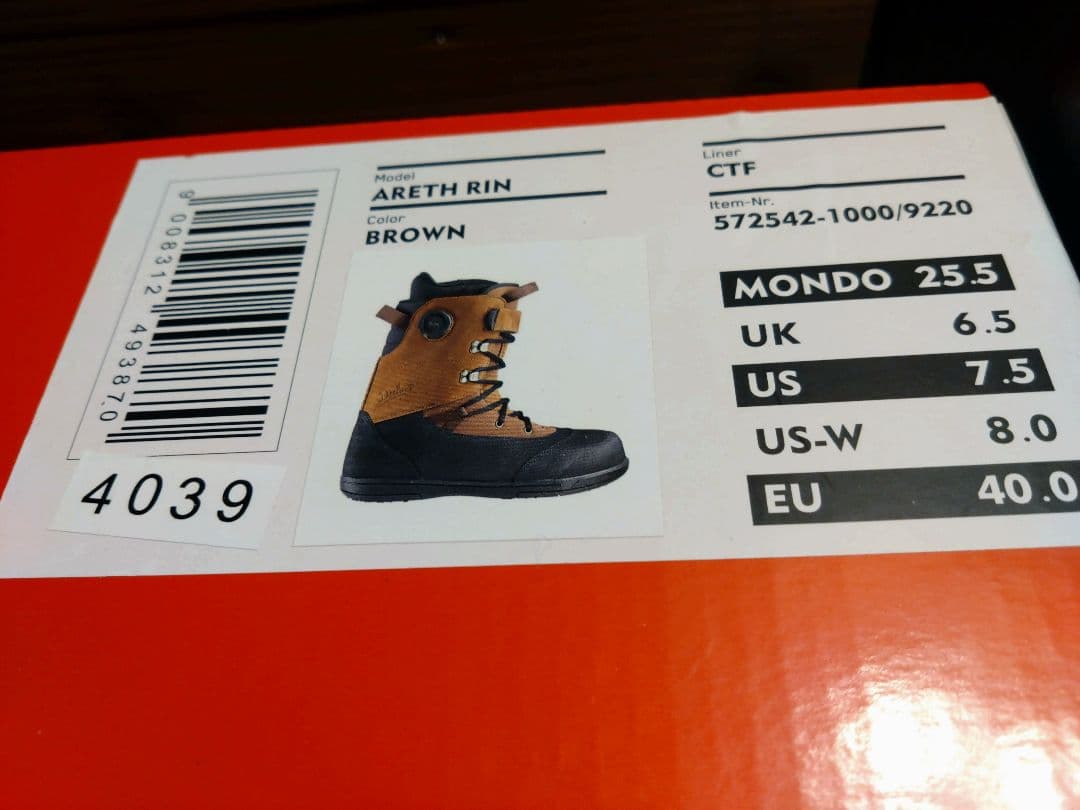 9 008312 493870
4039
Model
ARETH RIN
Color
BROWN
Liner
CTF
Item-Nr.
572542-1000/9220
MONDO 25.5
UK 6.5
US 7.5
US-W 8.0
EU 40.0